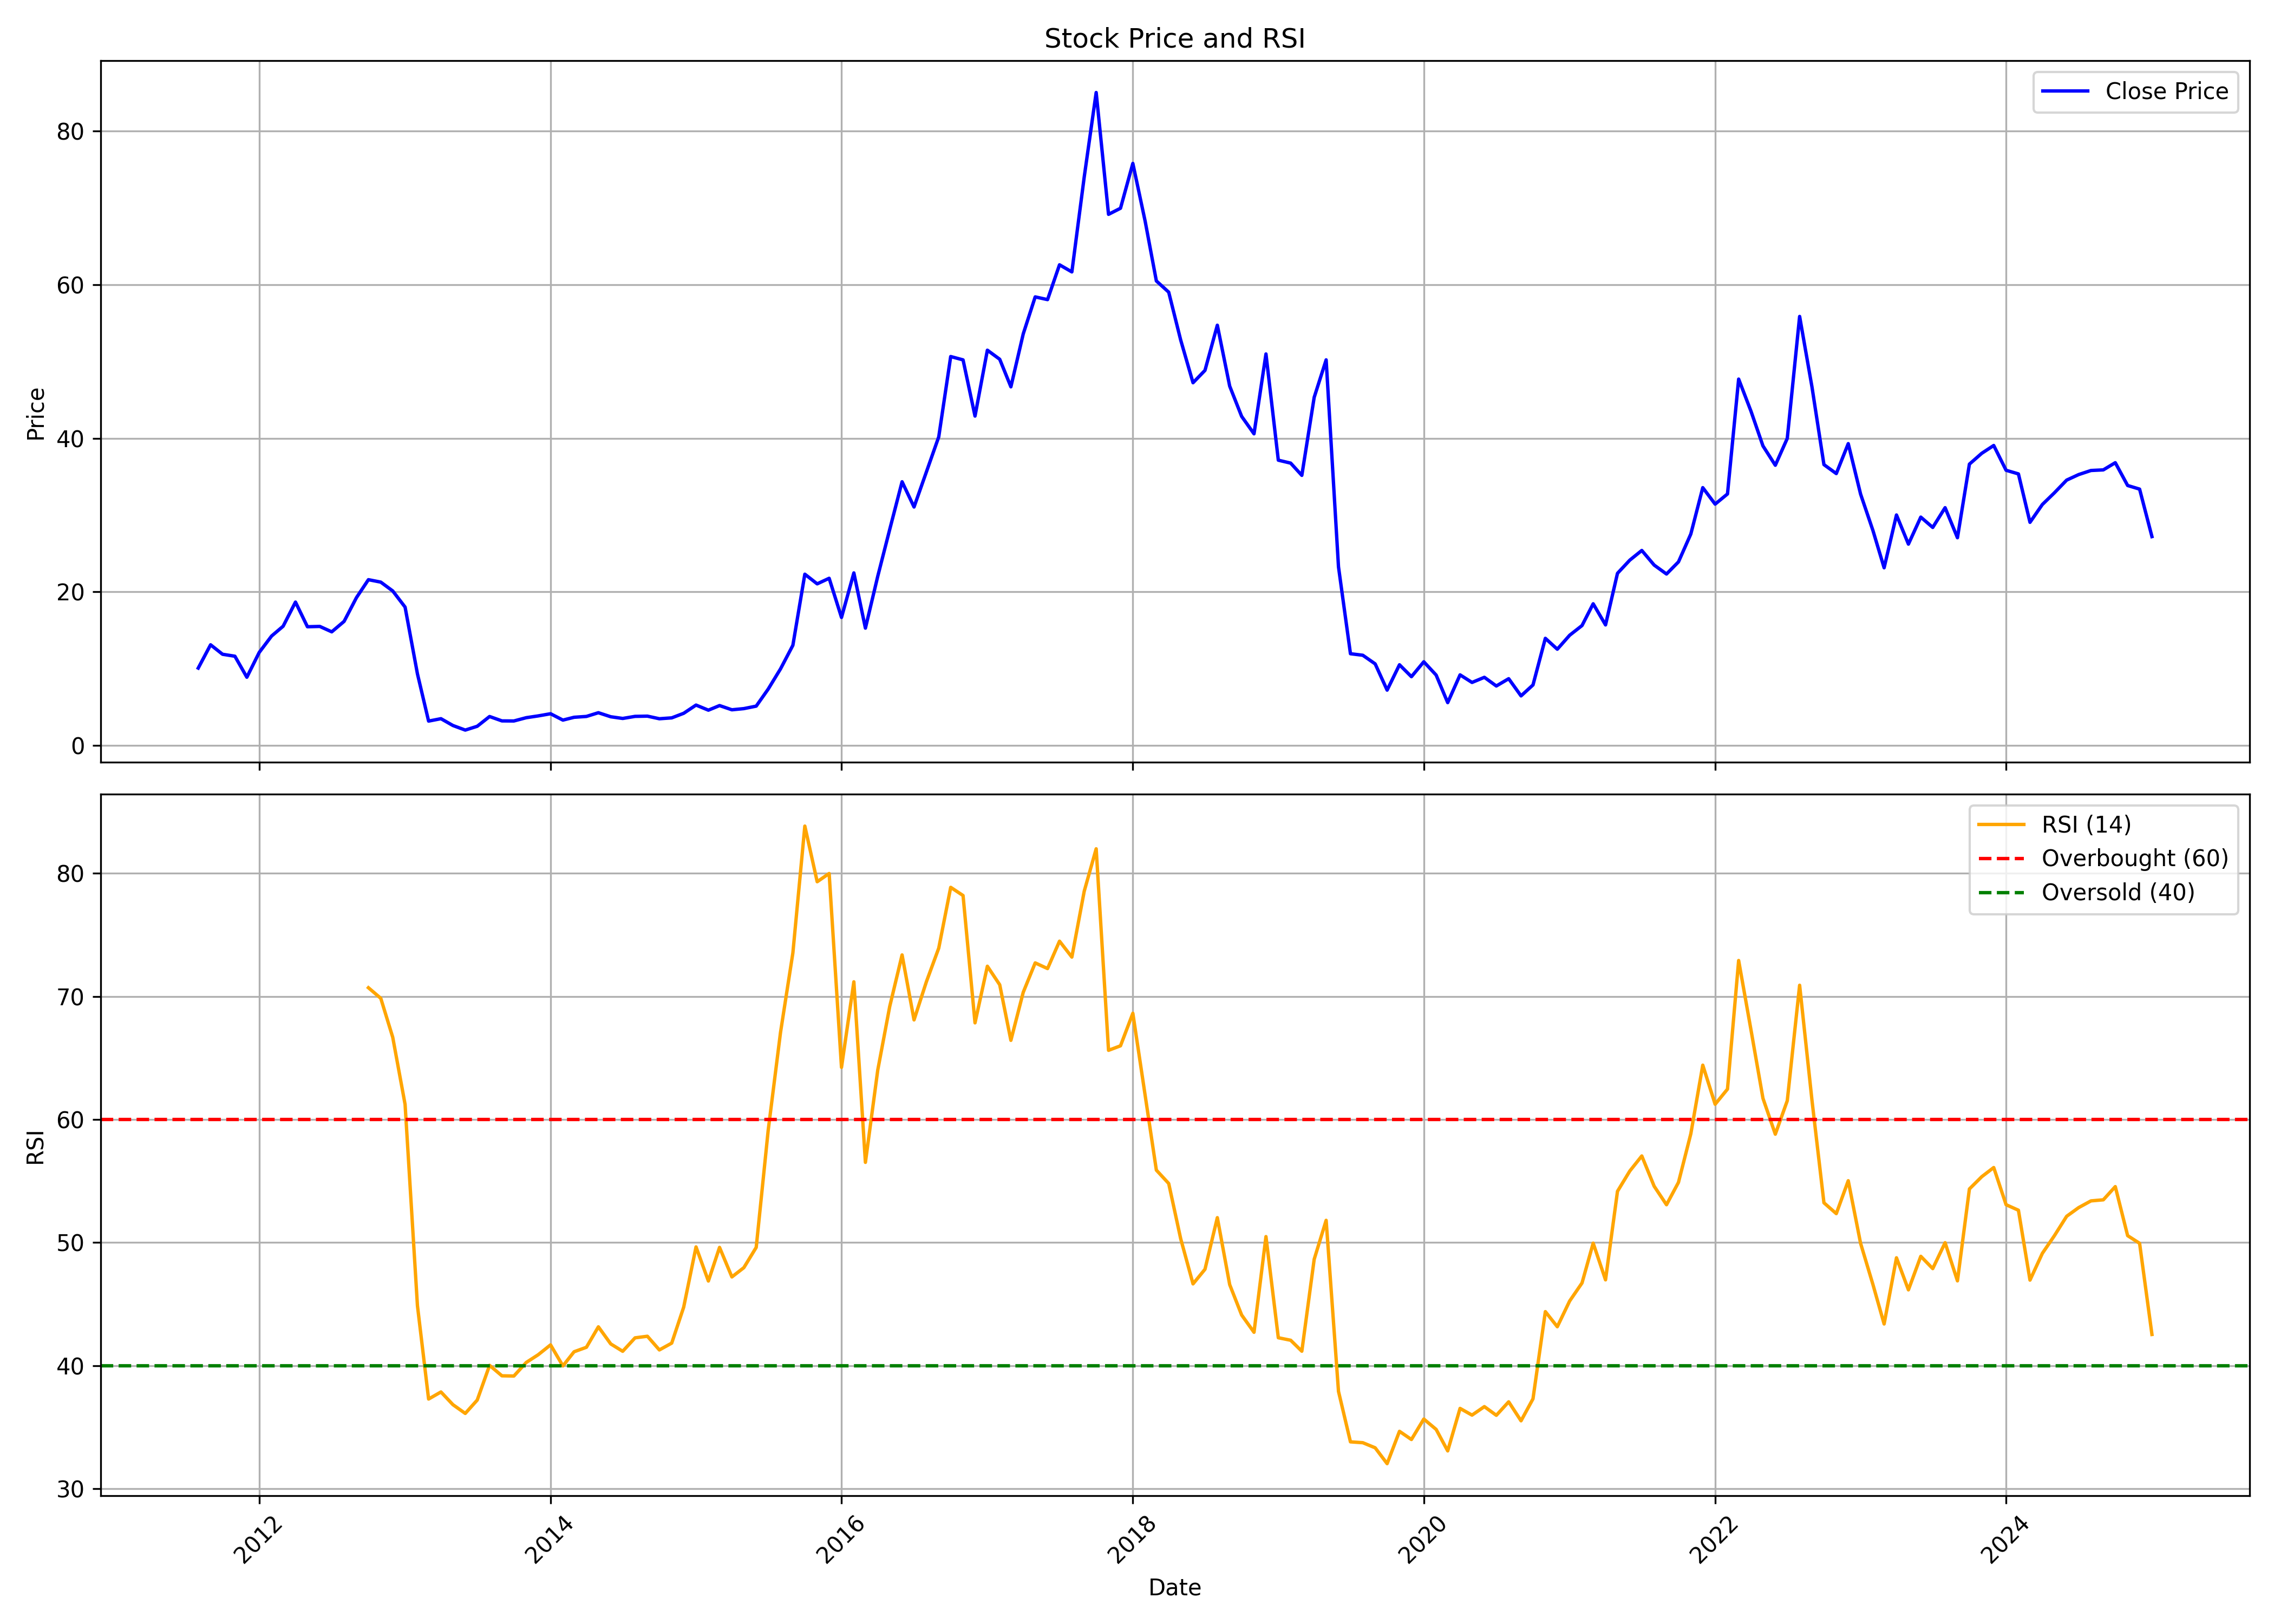 Stock Price and RSI
Close Price
Price
80
60
40
20
0
RSI (14)
Overbought (60)
Oversold (40)
RSI
80
70
60
50
40
30
2012
2014
2016
2018
2020
2022
2024
Date